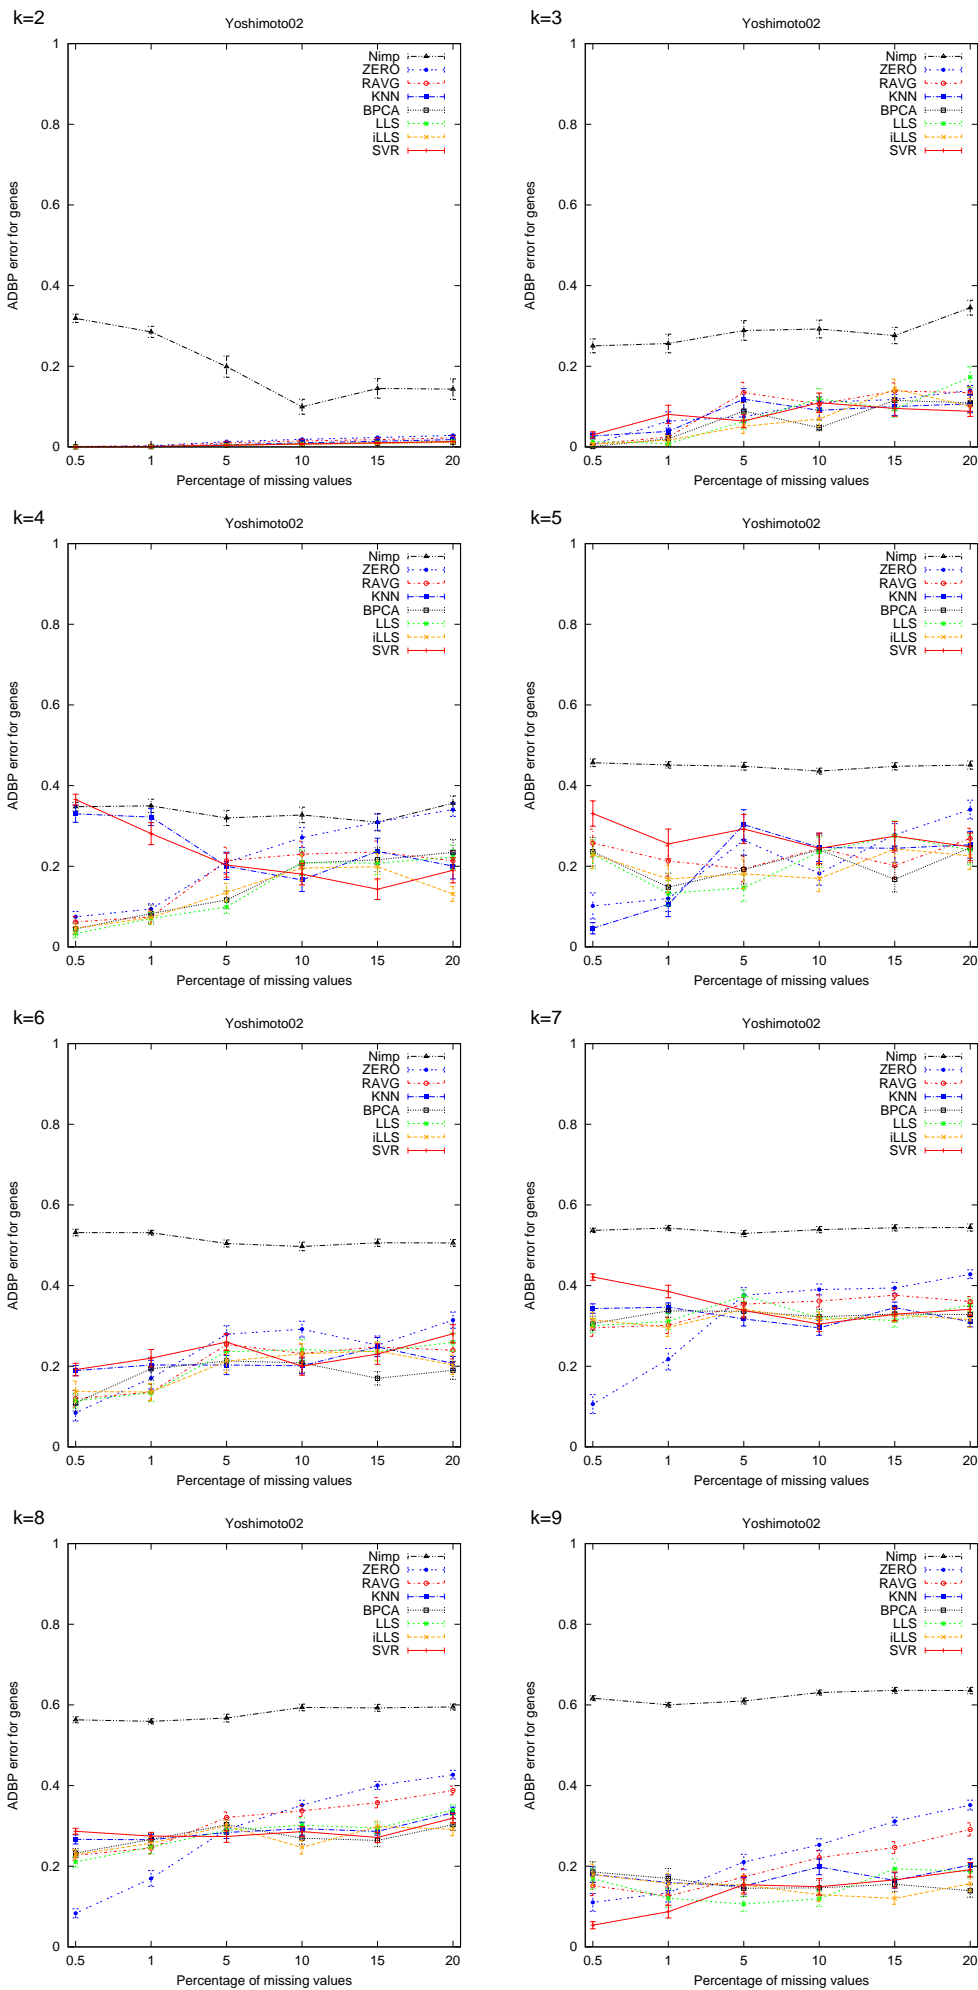 k=2
Yoshimoto02
ADBP error for genes
1
0.8
0.6
0.4
0.2
0
Nimp
ZERO
RAVG
KNN
BPCA
LLS
iLLS
SVR
0.5 1 5 10 15 20
Percentage of missing values
k=3
Yoshimoto02
ADBP error for genes
1
0.8
0.6
0.4
0.2
0
Nimp
ZERO
RAVG
KNN
BPCA
LLS
iLLS
SVR
0.5 1 5 10 15 20
Percentage of missing values
k=4
Yoshimoto02
ADBP error for genes
1
0.8
0.6
0.4
0.2
0
Nimp
ZERO
RAVG
KNN
BPCA
LLS
iLLS
SVR
0.5 1 5 10 15 20
Percentage of missing values
k=5
Yoshimoto02
ADBP error for genes
1
0.8
0.6
0.4
0.2
0
Nimp
ZERO
RAVG
KNN
BPCA
LLS
iLLS
SVR
0.5 1 5 10 15 20
Percentage of missing values
k=6
Yoshimoto02
ADBP error for genes
1
0.8
0.6
0.4
0.2
0
Nimp
ZERO
RAVG
KNN
BPCA
LLS
iLLS
SVR
0.5 1 5 10 15 20
Percentage of missing values
k=7
Yoshimoto02
ADBP error for genes
1
0.8
0.6
0.4
0.2
0
Nimp
ZERO
RAVG
KNN
BPCA
LLS
iLLS
SVR
0.5 1 5 10 15 20
Percentage of missing values
k=8
Yoshimoto02
ADBP error for genes
1
0.8
0.6
0.4
0.2
0
Nimp
ZERO
RAVG
KNN
BPCA
LLS
iLLS
SVR
0.5 1 5 10 15 20
Percentage of missing values
k=9
Yoshimoto02
ADBP error for genes
1
0.8
0.6
0.4
0.2
0
Nimp
ZERO
RAVG
KNN
BPCA
LLS
iLLS
SVR
0.5 1 5 10 15 20
Percentage of missing values